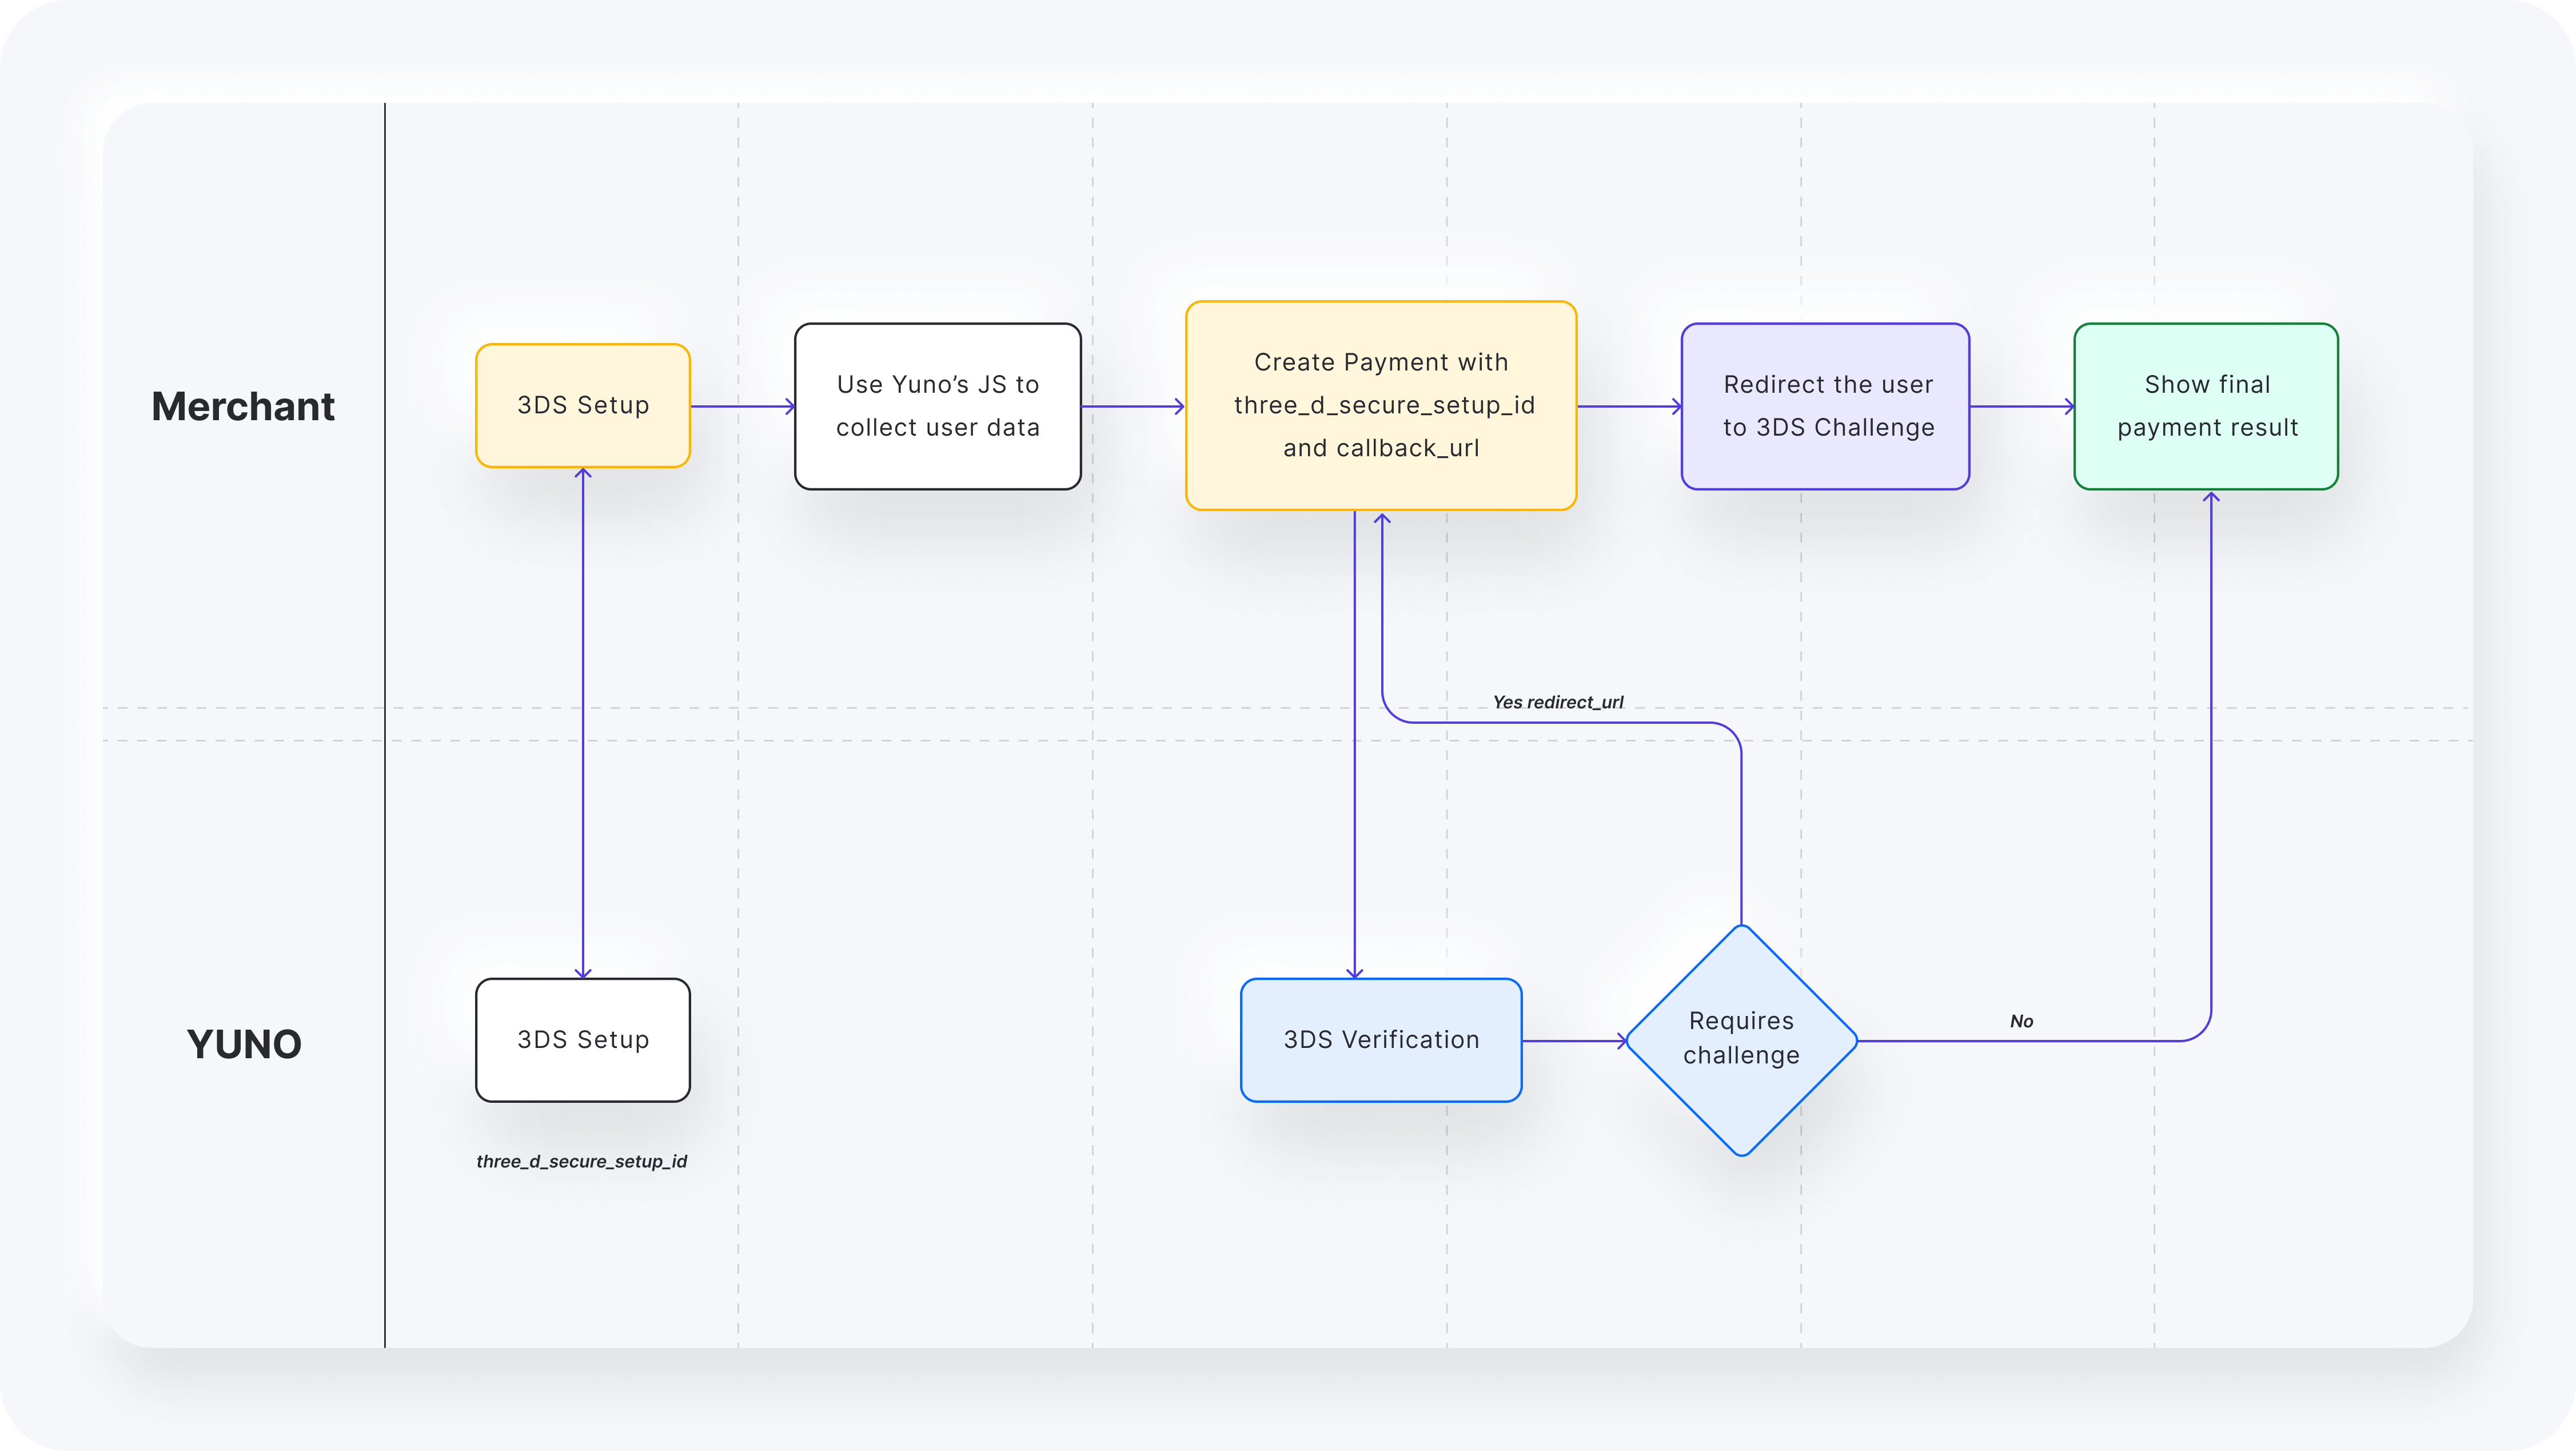 Merchant
3DS Setup
Use Yuno’s JS to
collect user data
Create Payment with
three_d_secure_setup_id
and callback_url
Redirect the user
to 3DS Challenge
Show final
payment result
Yes redirect_url
YUNO
3DS Setup
three_d_secure_setup_id
3DS Verification
Requires
challenge
No